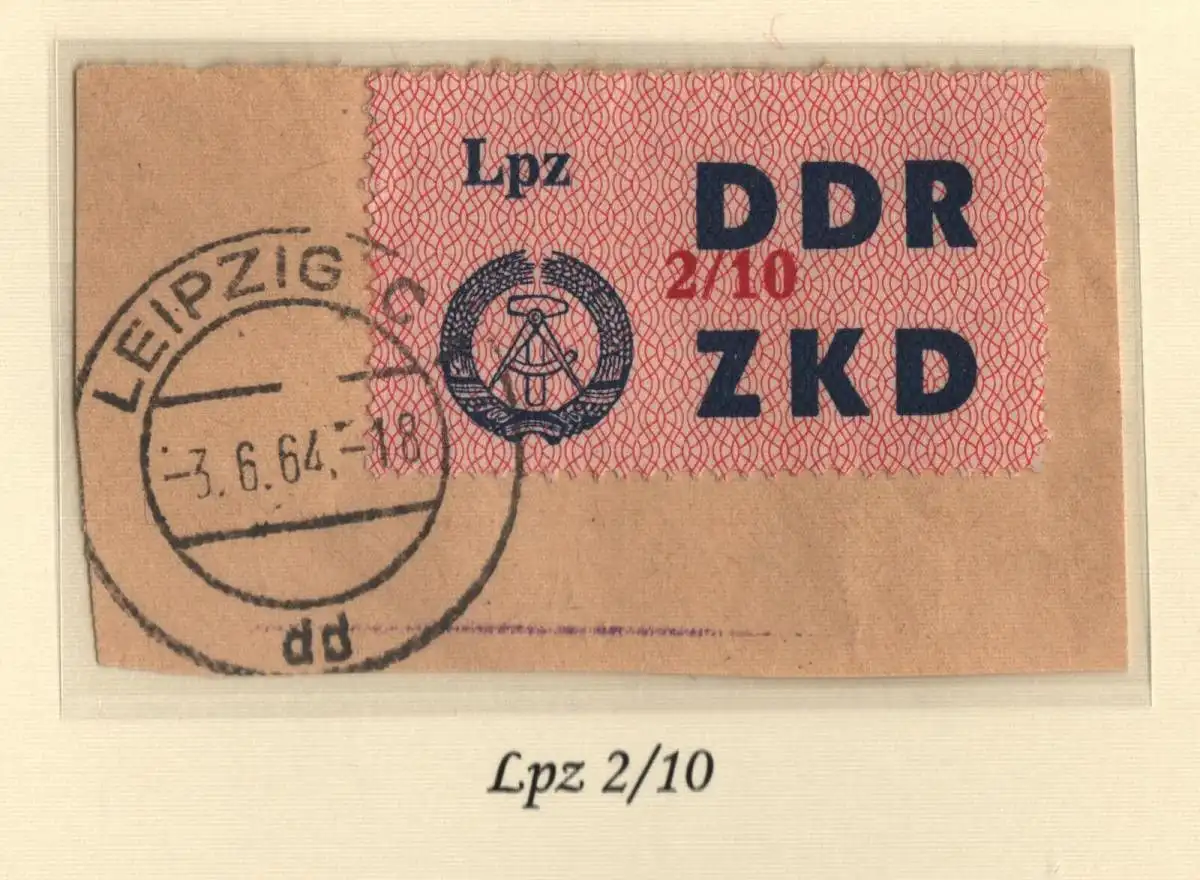 Lpz
DDR
2/10
ZKD
LEIPZIG C
-3.6.64.-18
dd
Lpz 2/10